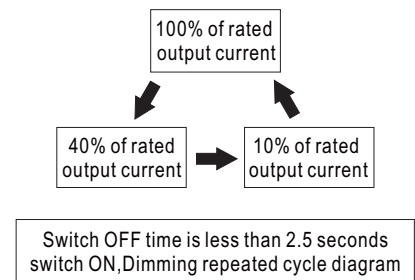 100% of rated
output current
40% of rated
output current
10% of rated
output current
Switch OFF time is less than 2.5 seconds
switch ON,Dimming repeated cycle diagram